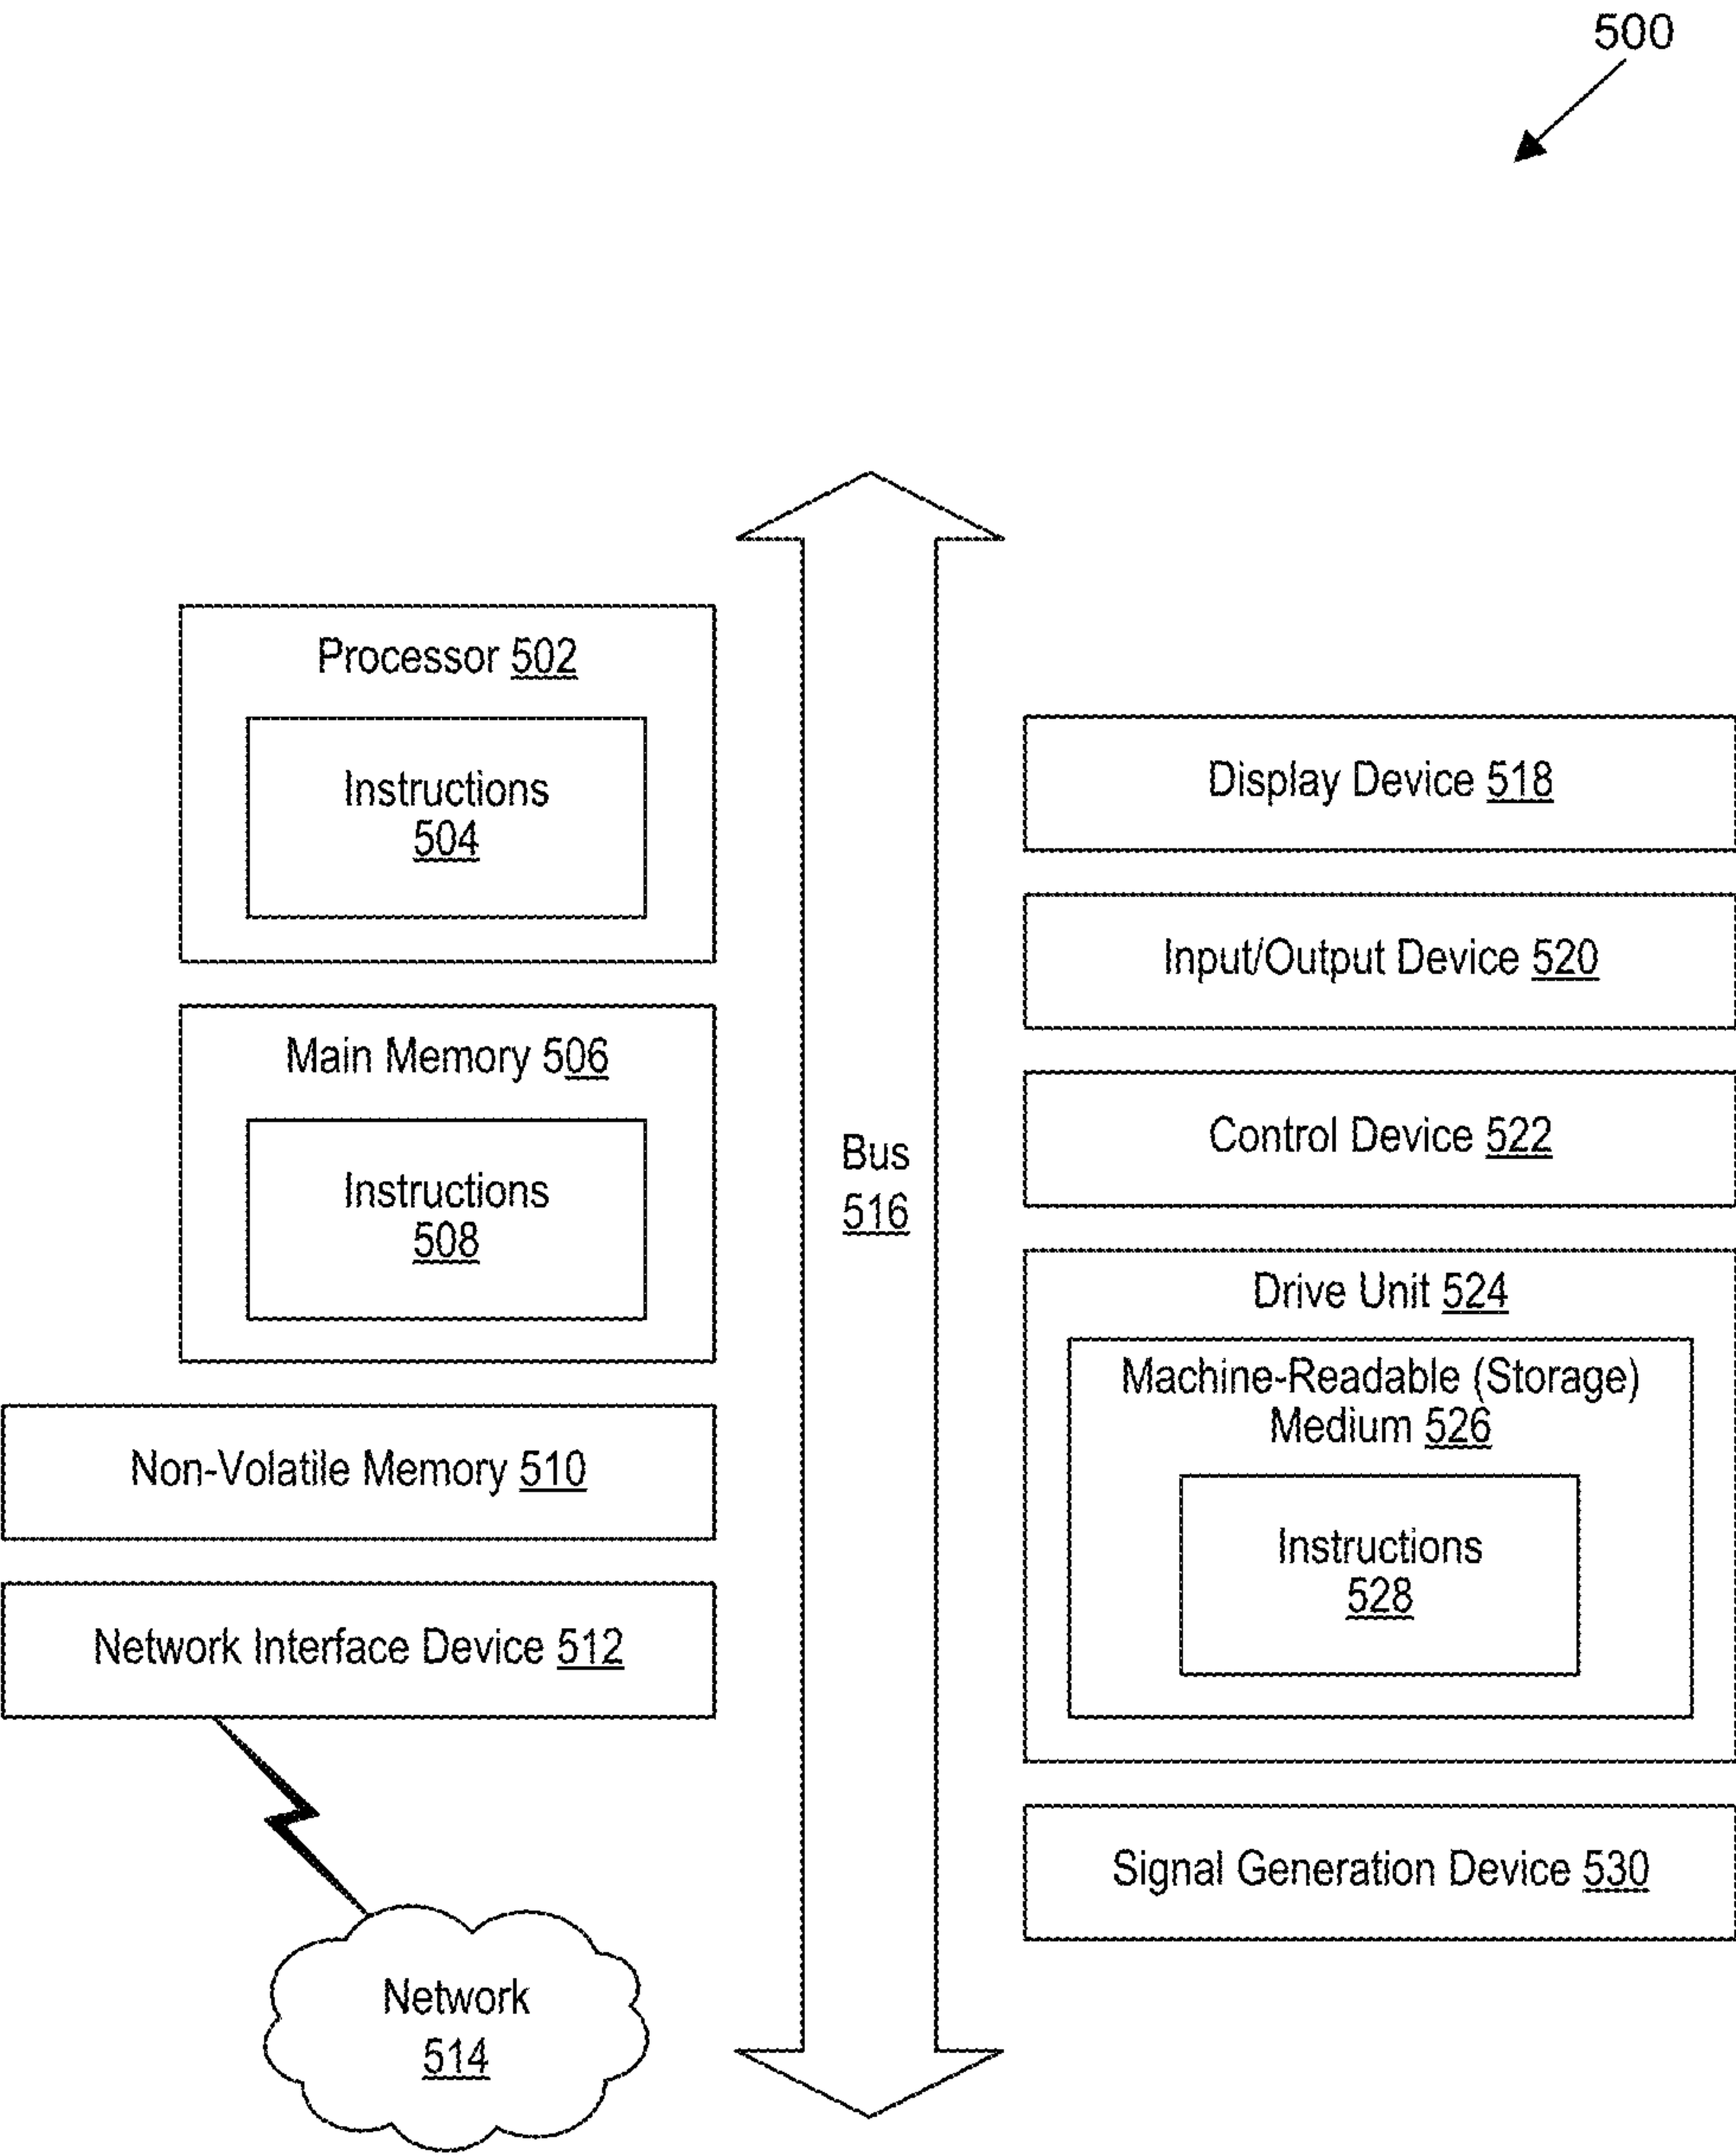 500
Processor 502
Instructions
504
Main Memory 506
Instructions
508
Non-Volatile Memory 510
Network Interface Device 512
Network
514
Bus
516
Display Device 518
Input/Output Device 520
Control Device 522
Drive Unit 524
Machine-Readable (Storage)
Medium 526
Instructions
528
Signal Generation Device 530